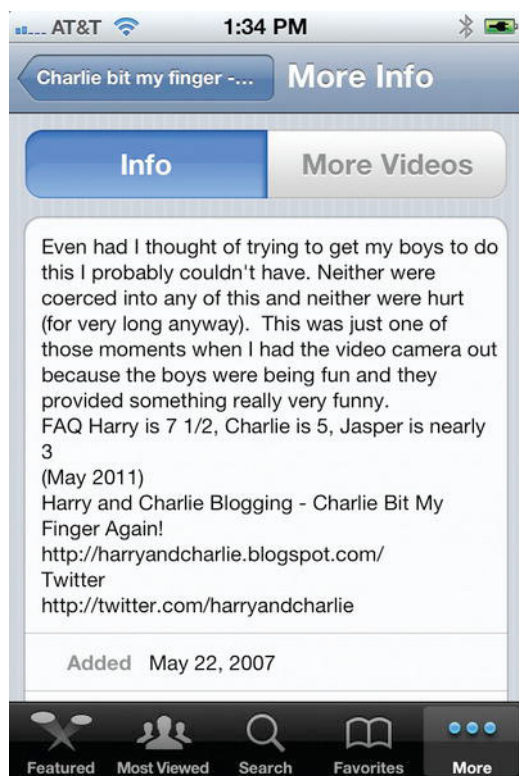 AT&T 1:34 PM
Charlie bit my finger -... More Info
Info More Videos
Even had I thought of trying to get my boys to do
this I probably couldn't have. Neither were
coerced into any of this and neither were hurt
(for very long anyway).  This was just one of
those moments when I had the video camera out
because the boys were being fun and they
provided something really very funny.
FAQ Harry is 7 1/2, Charlie is 5, Jasper is nearly
3
(May 2011)
Harry and Charlie Blogging - Charlie Bit My
Finger Again!
http://harryandcharlie.blogspot.com/
Twitter
http://twitter.com/harryandcharlie
Added May 22, 2007
Featured Most Viewed Search Favorites More